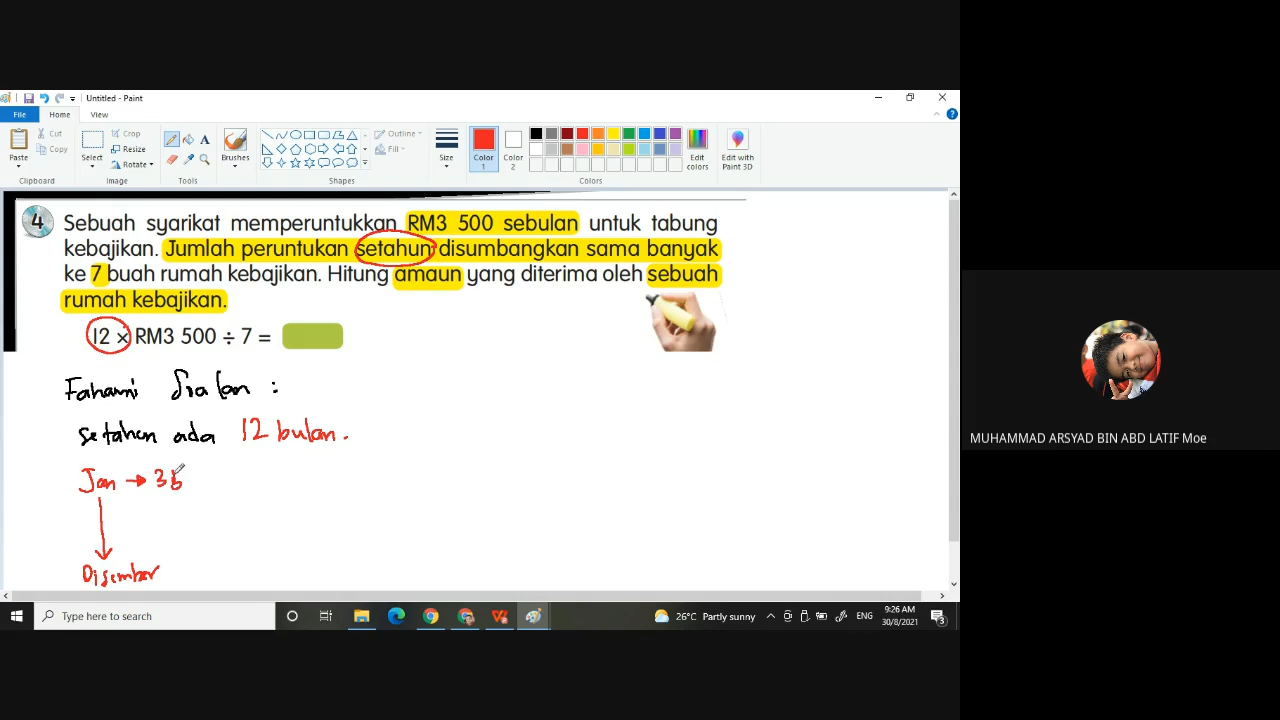 Untitled - Paint
File
Home
View
Paste
Cut
Copy
Clipboard
Select
Crop
Resize
Rotate
Image
Tools
Brushes
Shapes
Outline
Fill
Size
Color 1
Color 2
Colors
Edit colors
Edit with Paint 3D
4
Sebuah syarikat memperuntukkan RM3 500 sebulan untuk tabung
kebajikan. Jumlah peruntukan setahun disumbangkan sama banyak
ke 7 buah rumah kebajikan. Hitung amaun yang diterima oleh sebuah
rumah kebajikan.
12 × RM3 500 ÷ 7 =
Fahami
:
setahun ada 12 bulan.
Jan → 35
Disember
MUHAMMAD ARSYAD BIN ABD LATIF Moe
Type here to search
26°C Partly sunny
ENG
9:26 AM
30/8/2021
3